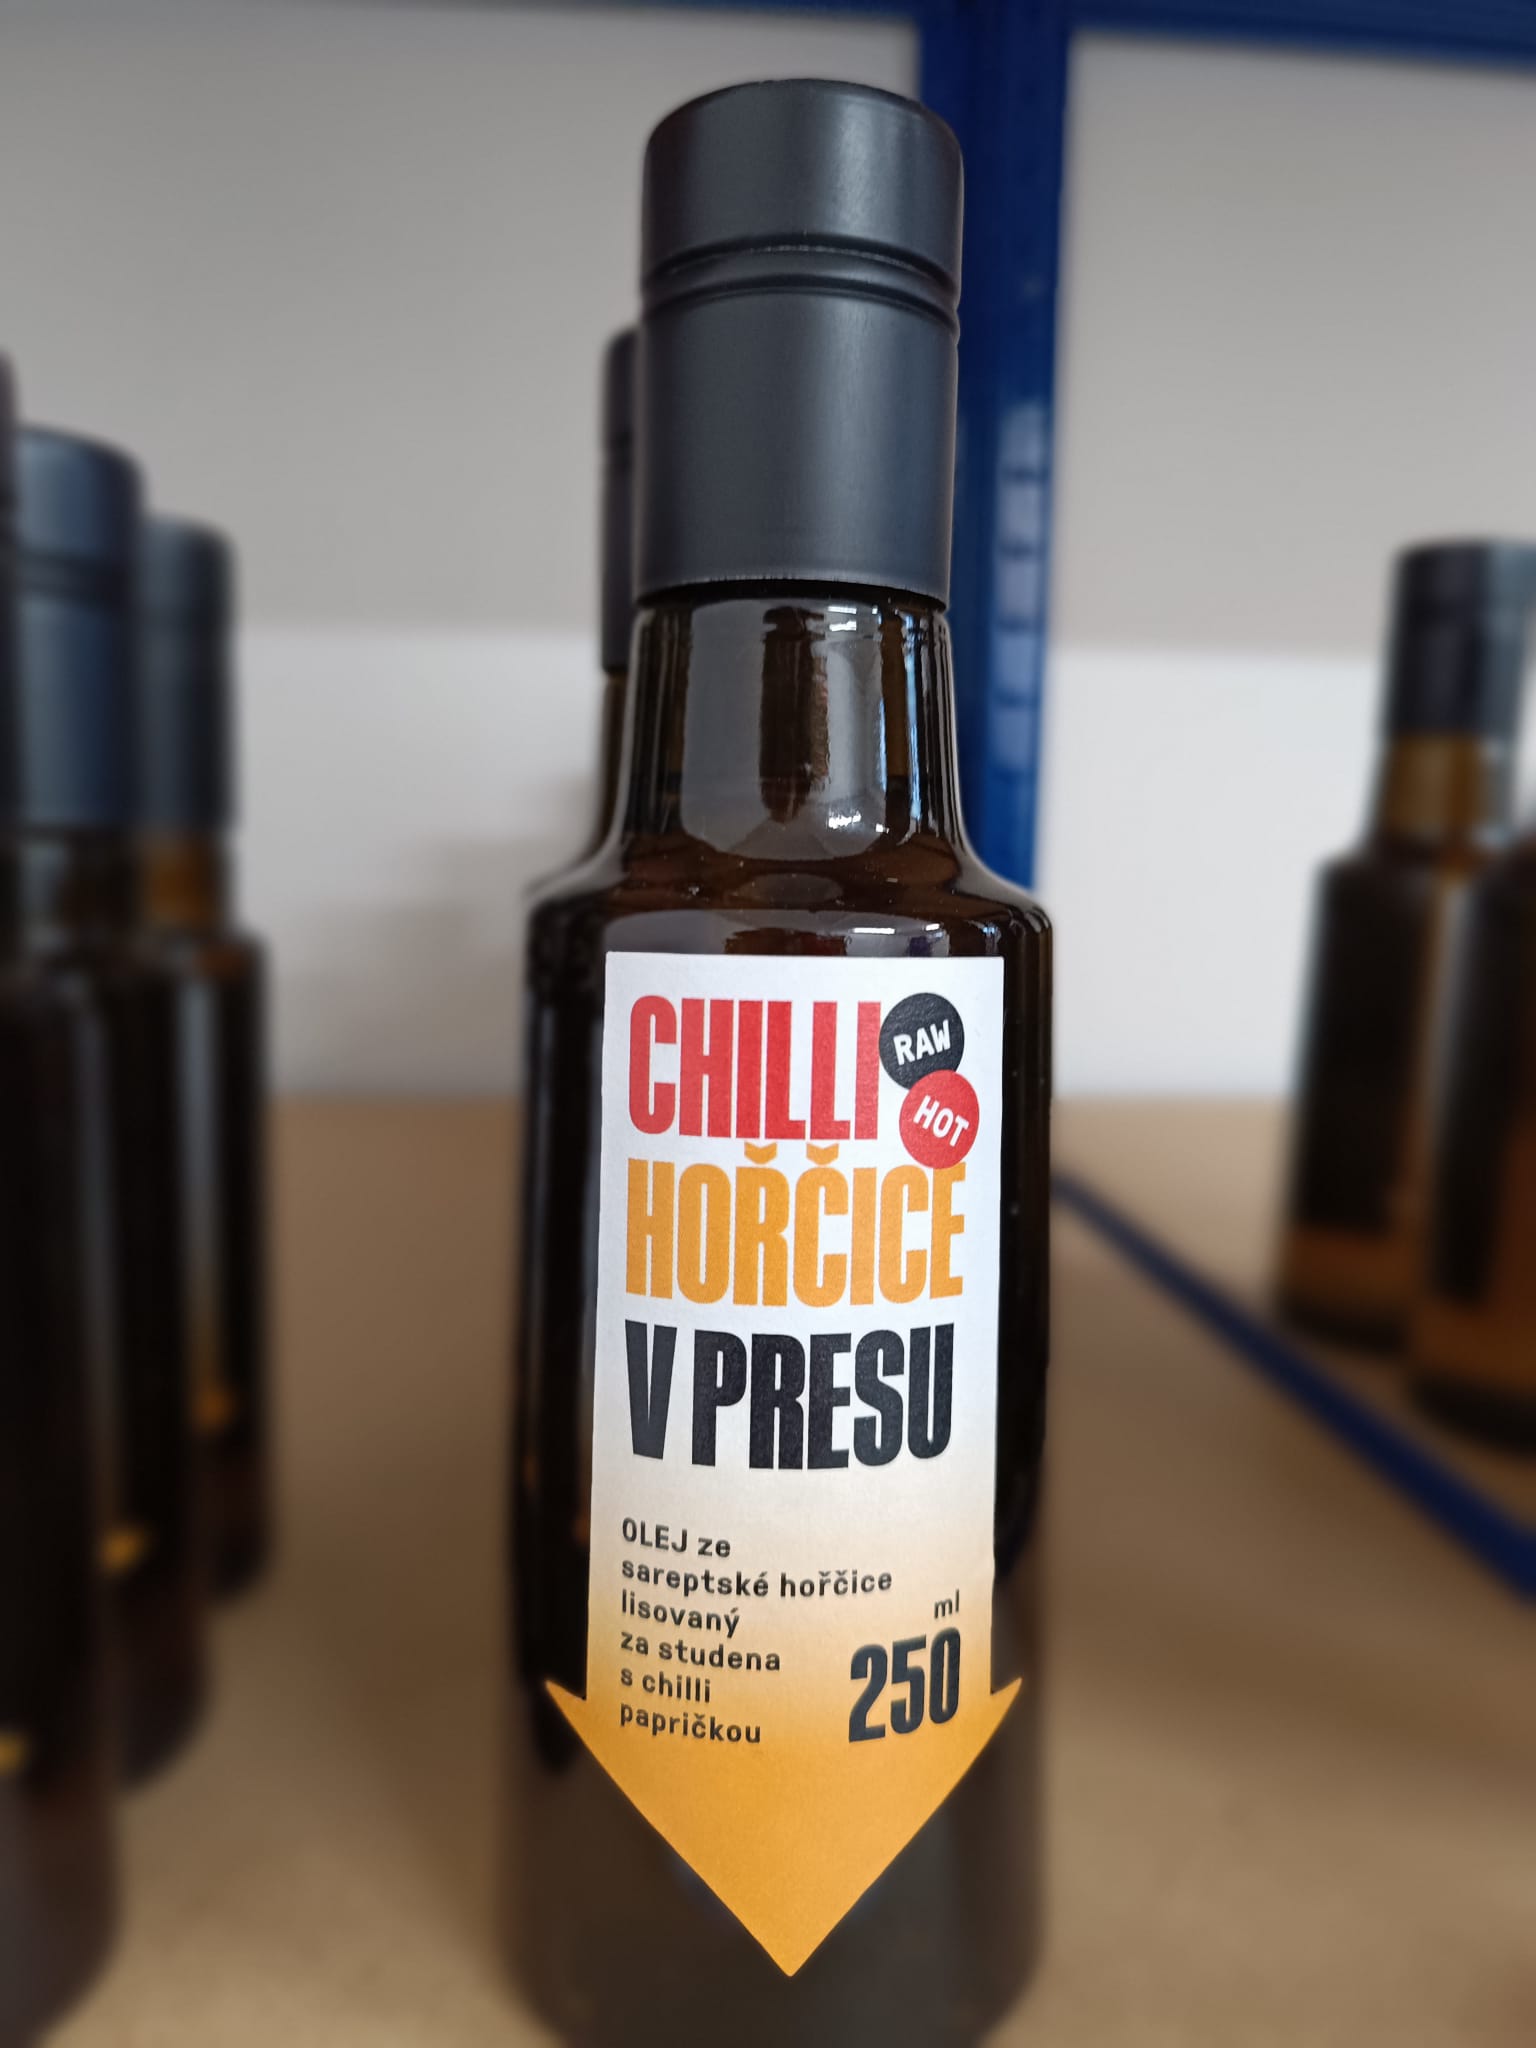 CHILLI
RAW
HOT
HOŘČICE
V PRESU
OLEJ ze
sareptské hořčice
lisovaný
za studena
s chilli
papričkou
ml
250